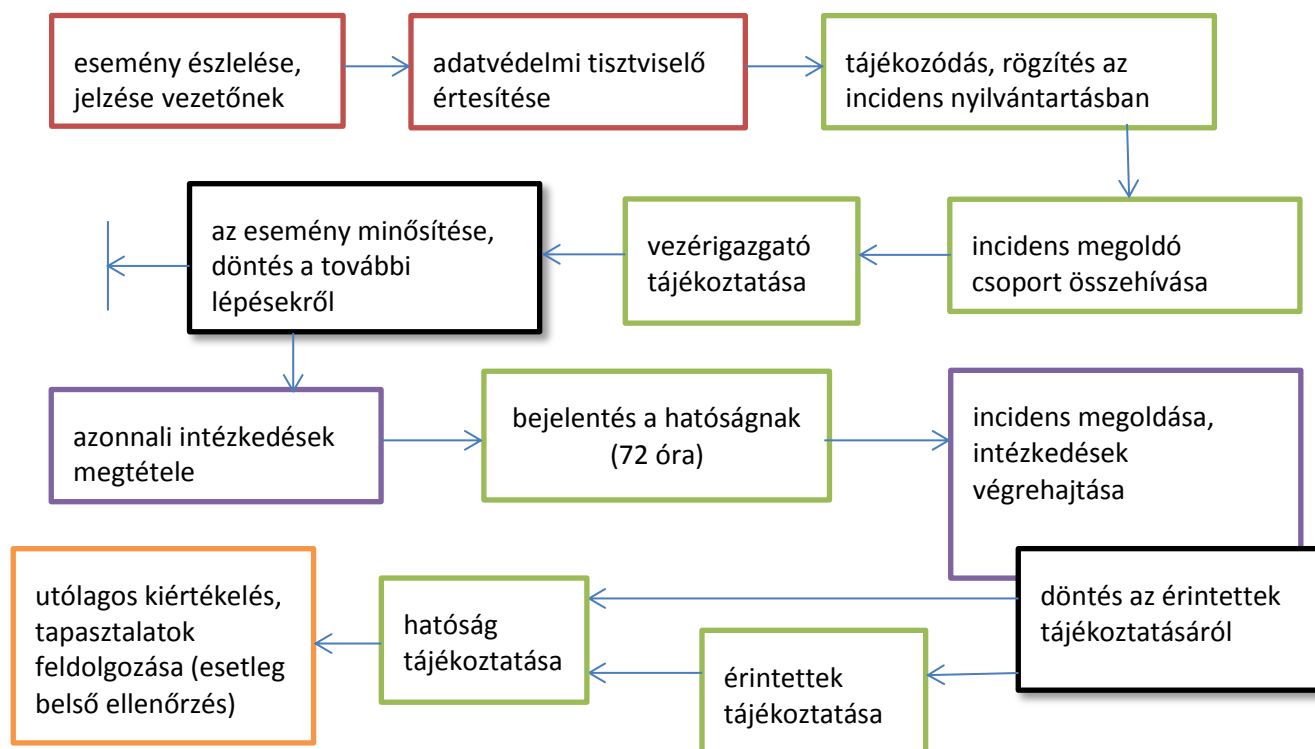 esemény észlelése,
jelzése vezetőnek
adatvédelmi tisztviselő
értesítése
tájékozódás, rögzítés az
incidens nyilvántartásban
incidens megoldó
csoport összehívása
vezérigazgató
tájékoztatása
az esemény minősítése,
döntés a további
lépésekről
azonnali intézkedések
megtétele
bejelentés a hatóságnak
(72 óra)
incidens megoldása,
intézkedések
végrehajtása
döntés az érintettek
tájékoztatásáról
érintettek
tájékoztatása
hatóság
tájékoztatása
utólagos kiértékelés,
tapasztalatok
feldolgozása (esetleg
belső ellenőrzés)